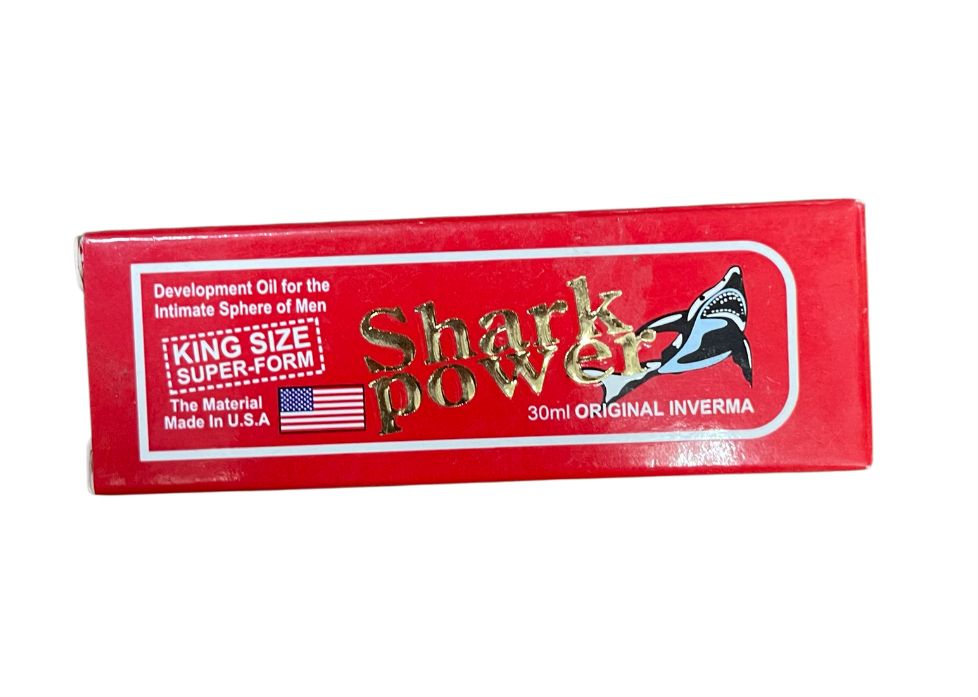 Development Oil for the
Intimate Sphere of Men
KING SIZE
SUPER-FORM
The Material
Made In U.S.A
Shark
power
30ml ORIGINAL INVERMA